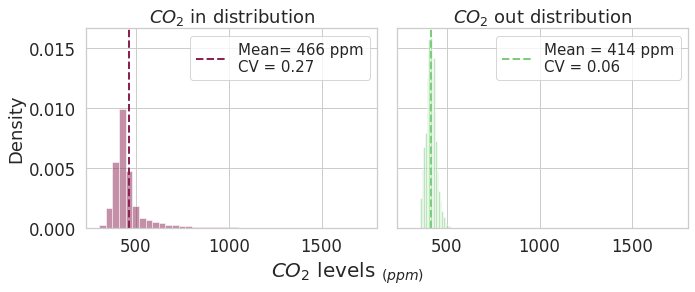 CO2 in distribution
CO2 out distribution
Mean= 466 ppm
CV = 0.27
Mean = 414 ppm
CV = 0.06
Density
0.015
0.010
0.005
0.000
500
1000
1500
500
1000
1500
CO2 levels (ppm)